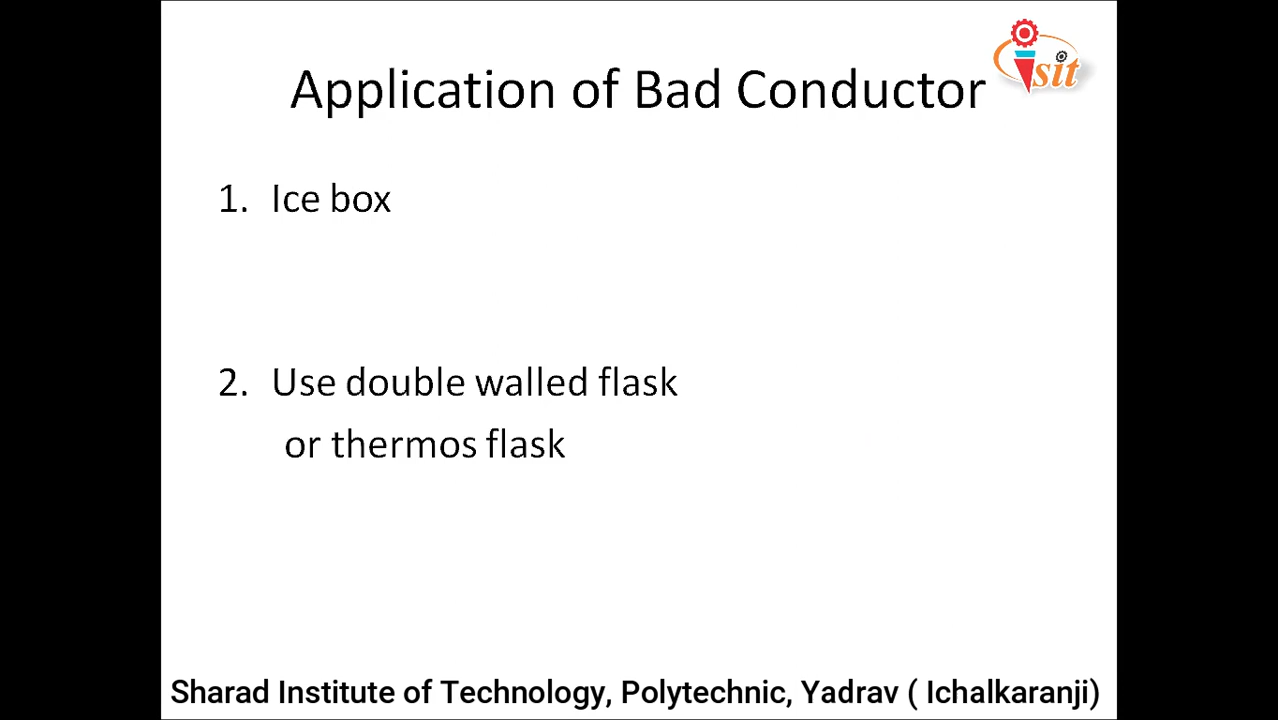 Application of Bad Conductor
sit
1. Ice box
2. Use double walled flask
or thermos flask
Sharad Institute of Technology, Polytechnic, Yadrav ( Ichalkaranji)